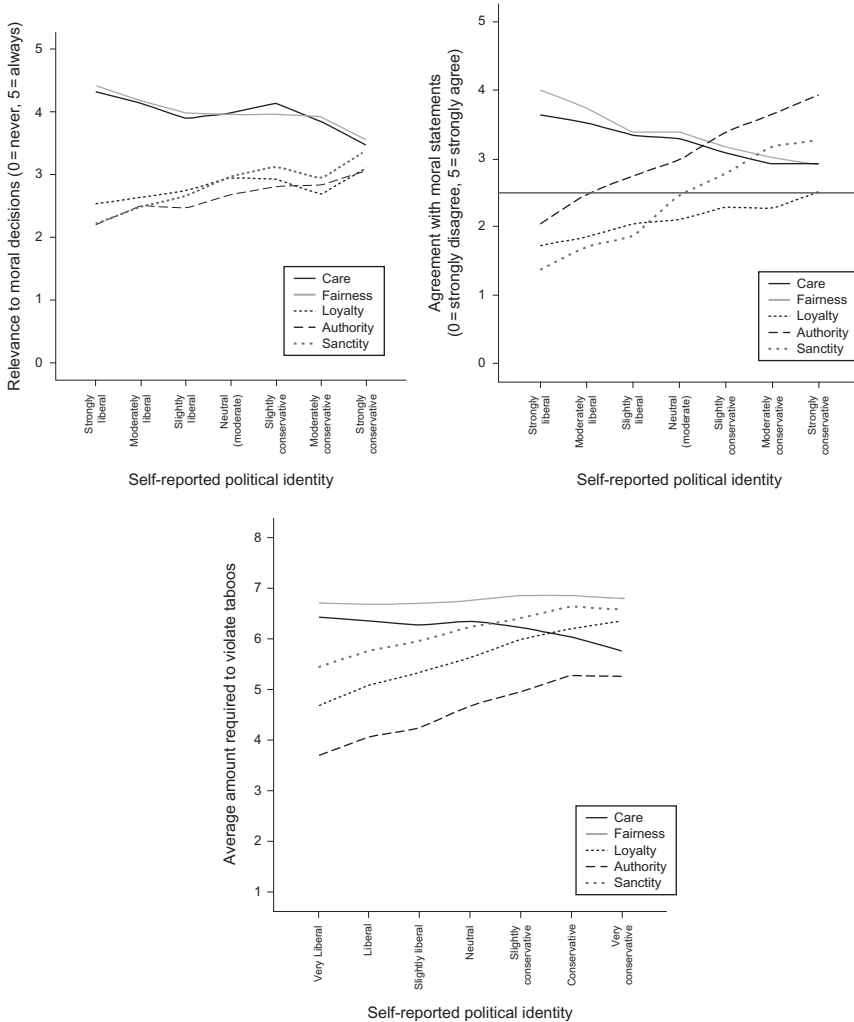 Relevance to moral decisions (0 = never, 5 = always)
5
4
3
2
1
0
Care
Fairness
Loyalty
Authority
Sanctity
Strongly
liberal
Moderately
liberal
Slightly
liberal
Neutral
(moderate)
Slightly
conservative
Moderately
conservative
Strongly
conservative
Self-reported political identity
Agreement with moral statements
(0 = strongly disagree, 5 = strongly agree)
5
4
3
2
1
0
Care
Fairness
Loyalty
Authority
Sanctity
Strongly
liberal
Moderately
liberal
Slightly
liberal
Neutral
(moderate)
Slightly
conservative
Moderately
conservative
Strongly
conservative
Self-reported political identity
Average amount required to violate taboos
8
7
6
5
4
3
2
1
Care
Fairness
Loyalty
Authority
Sanctity
Very Liberal
Liberal
Slightly liberal
Neutral
Slightly
conservative
Conservative
Very
conservative
Self-reported political identity